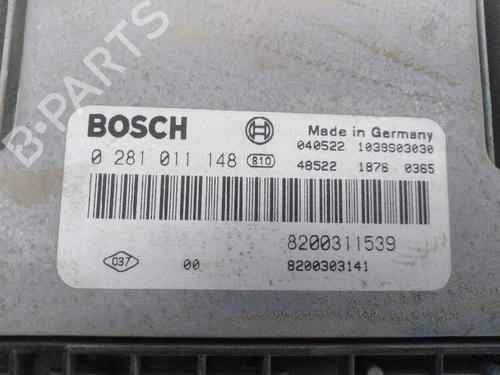 B-PARTS
BOSCH
Made in Germany
040522 1039S03030
0 281 011 148 810
48522 1876 0365
8200311539
037 00 8200303141